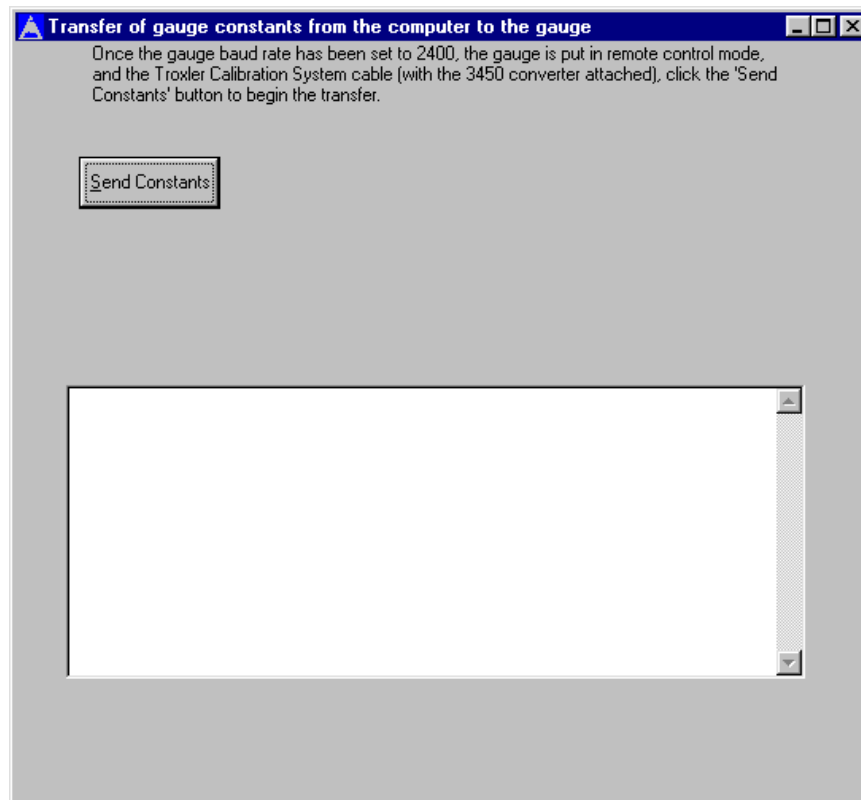 Transfer of gauge constants from the computer to the gauge
Once the gauge baud rate has been set to 2400, the gauge is put in remote control mode,
and the Troxler Calibration System cable (with the 3450 converter attached), click the 'Send
Constants' button to begin the transfer.
Send Constants